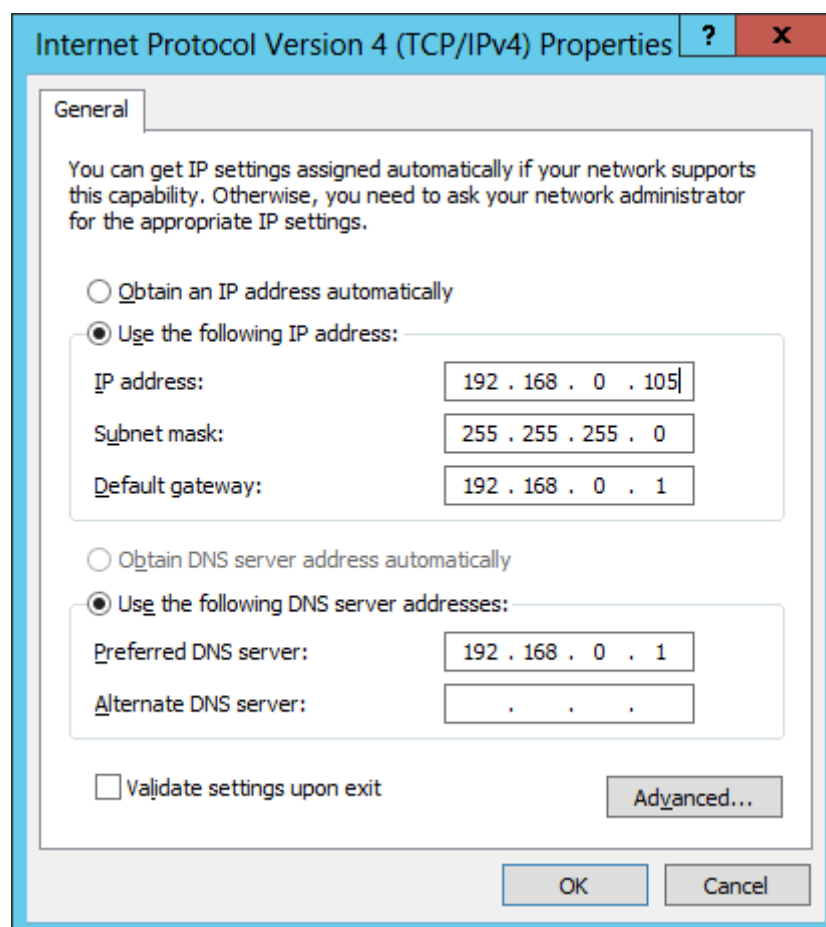 Internet Protocol Version 4 (TCP/IPv4) Properties ? x
General
You can get IP settings assigned automatically if your network supports
this capability. Otherwise, you need to ask your network administrator
for the appropriate IP settings.
Obtain an IP address automatically
Use the following IP address:
IP address: 192 . 168 . 0 . 105
Subnet mask: 255 . 255 . 255 . 0
Default gateway: 192 . 168 . 0 . 1
Obtain DNS server address automatically
Use the following DNS server addresses:
Preferred DNS server: 192 . 168 . 0 . 1
Alternate DNS server: . . .
Validate settings upon exit
Advanced...
OK Cancel